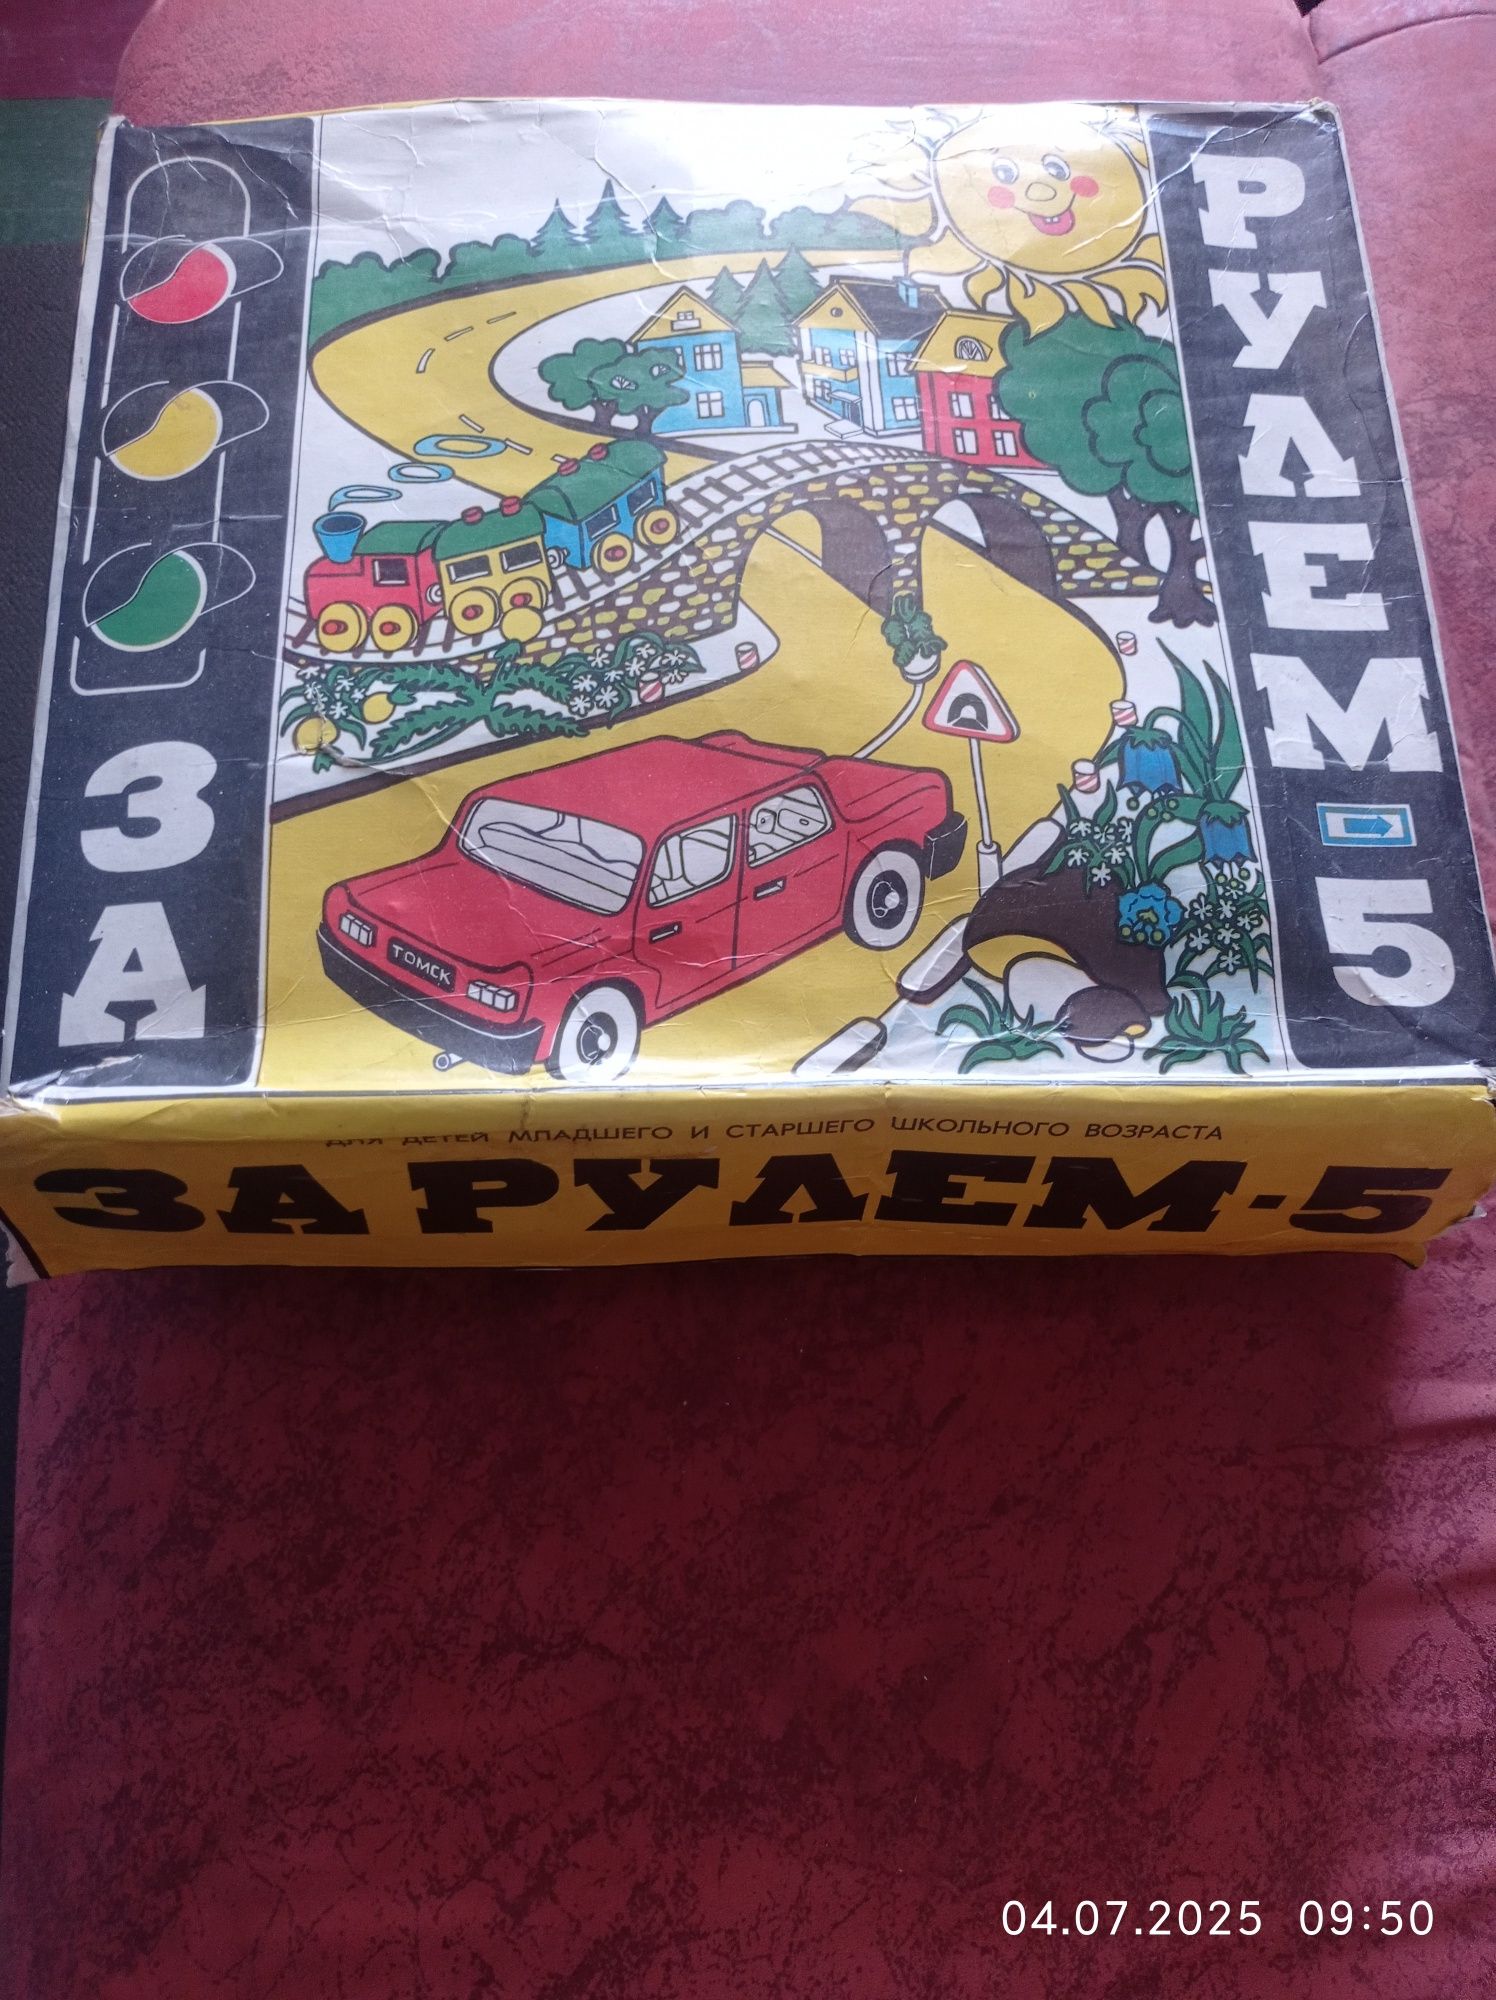 ЗА
РУЛЕМ
5
ТОМСК
ДЛЯ ДЕТЕЙ МЛАДШЕГО И СТАРШЕГО ШКОЛЬНОГО ВОЗРАСТА
ЗА РУЛЕМ-5
04.07.2025 09:50